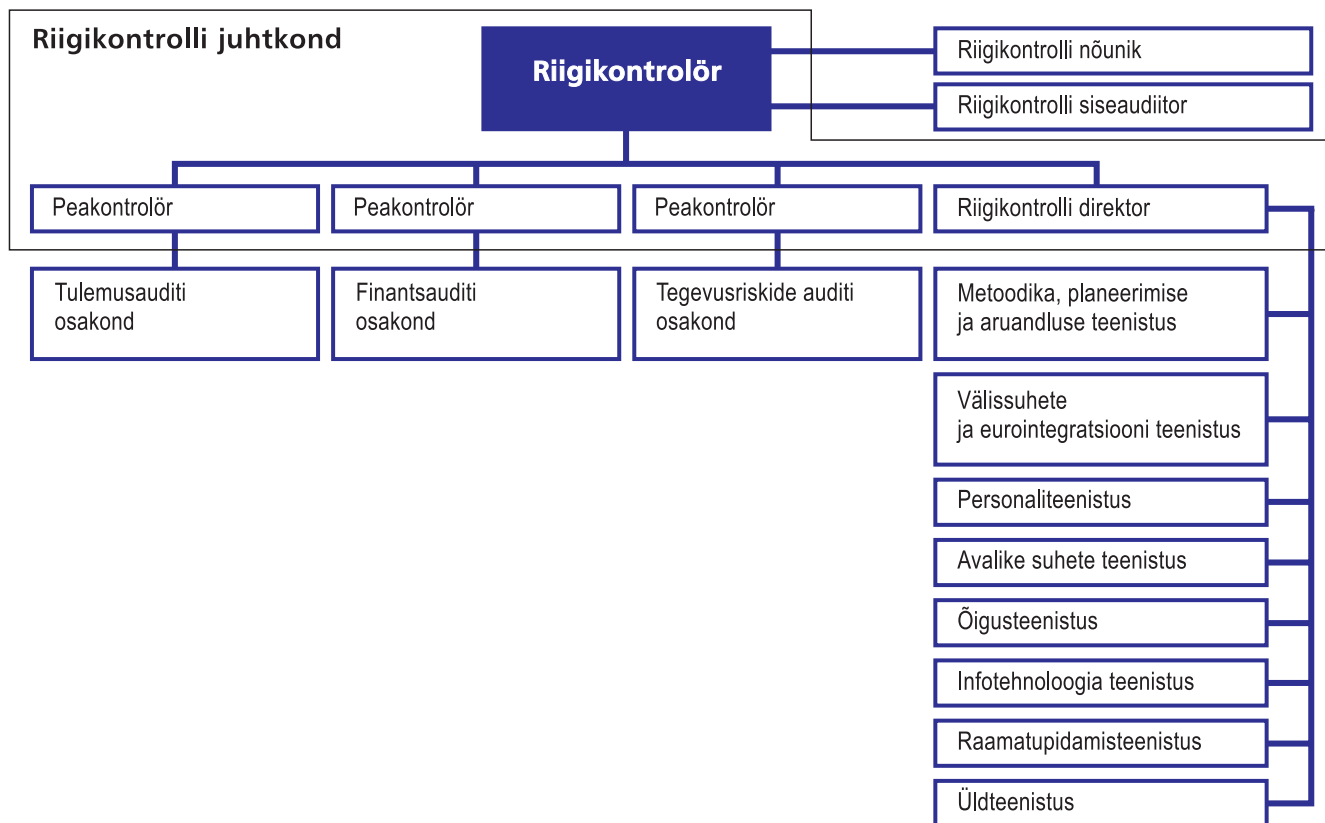 Riigikontrolli juhtkond
Riigikontrolör
Riigikontrolli nõunik
Riigikontrolli siseaudiitor
Peakontrolör
Peakontrolör
Peakontrolör
Riigikontrolli direktor
Tulemusauditi
osakond
Finantsauditi
osakond
Tegevusriskide auditi
osakond
Metoodika, planeerimise
ja aruandluse teenistus
Välissuhete
ja eurointegratsiooni teenistus
Personaliteenistus
Avalike suhete teenistus
Õigusteenistus
Infotehnoloogia teenistus
Raamatupidamisteenistus
Üldteenistus